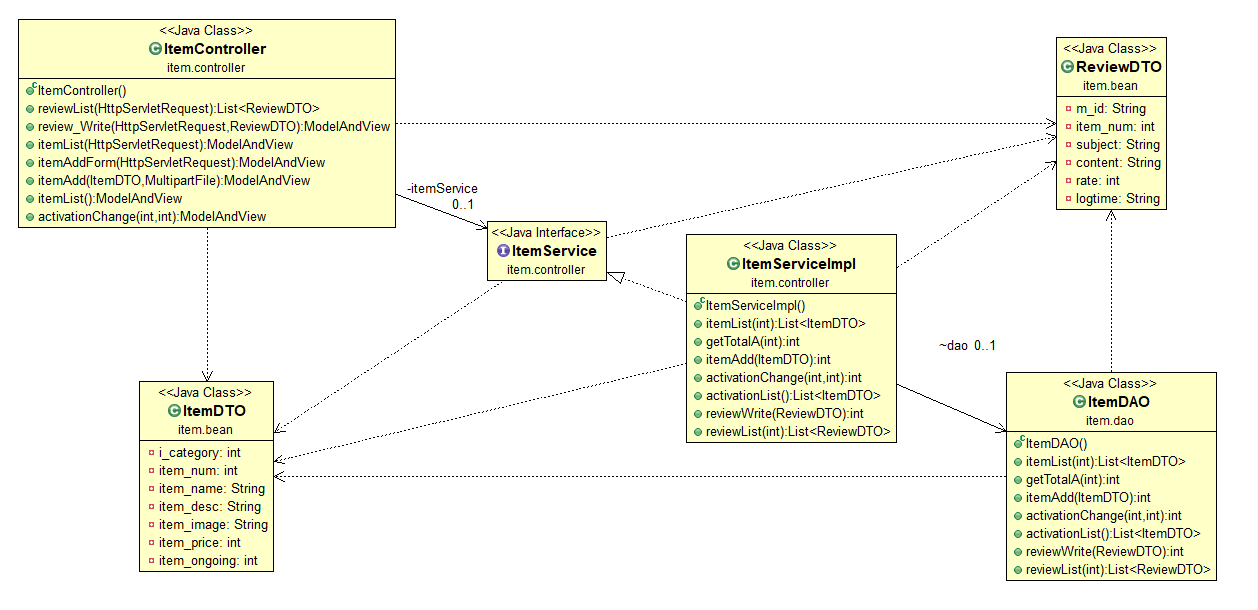 <<Java Class>>
ItemController
item.controller
ItemController()
reviewList(HttpServletRequest):List<ReviewDTO>
review_Write(HttpServletRequest,ReviewDTO):ModelAndView
itemList(HttpServletRequest):ModelAndView
itemAddForm(HttpServletRequest):ModelAndView
itemAdd(ItemDTO,MultipartFile):ModelAndView
itemList():ModelAndView
activationChange(int,int):ModelAndView
<<Java Class>>
ReviewDTO
item.bean
m_id: String
item_num: int
subject: String
content: String
rate: int
logtime: String
-itemService
0..1
<<Java Interface>>
ItemService
item.controller
<<Java Class>>
ItemServiceImpl
item.controller
ItemServiceImpl()
itemList(int):List<ItemDTO>
getTotalA(int):int
itemAdd(ItemDTO):int
activationChange(int,int):int
activationList():List<ItemDTO>
reviewWrite(ReviewDTO):int
reviewList(int):List<ReviewDTO>
~dao 0..1
<<Java Class>>
ItemDTO
item.bean
i_category: int
item_num: int
item_name: String
item_desc: String
item_image: String
item_price: int
item_ongoing: int
<<Java Class>>
ItemDAO
item.dao
ItemDAO()
itemList(int):List<ItemDTO>
getTotalA(int):int
itemAdd(ItemDTO):int
activationChange(int,int):int
activationList():List<ItemDTO>
reviewWrite(ReviewDTO):int
reviewList(int):List<ReviewDTO>